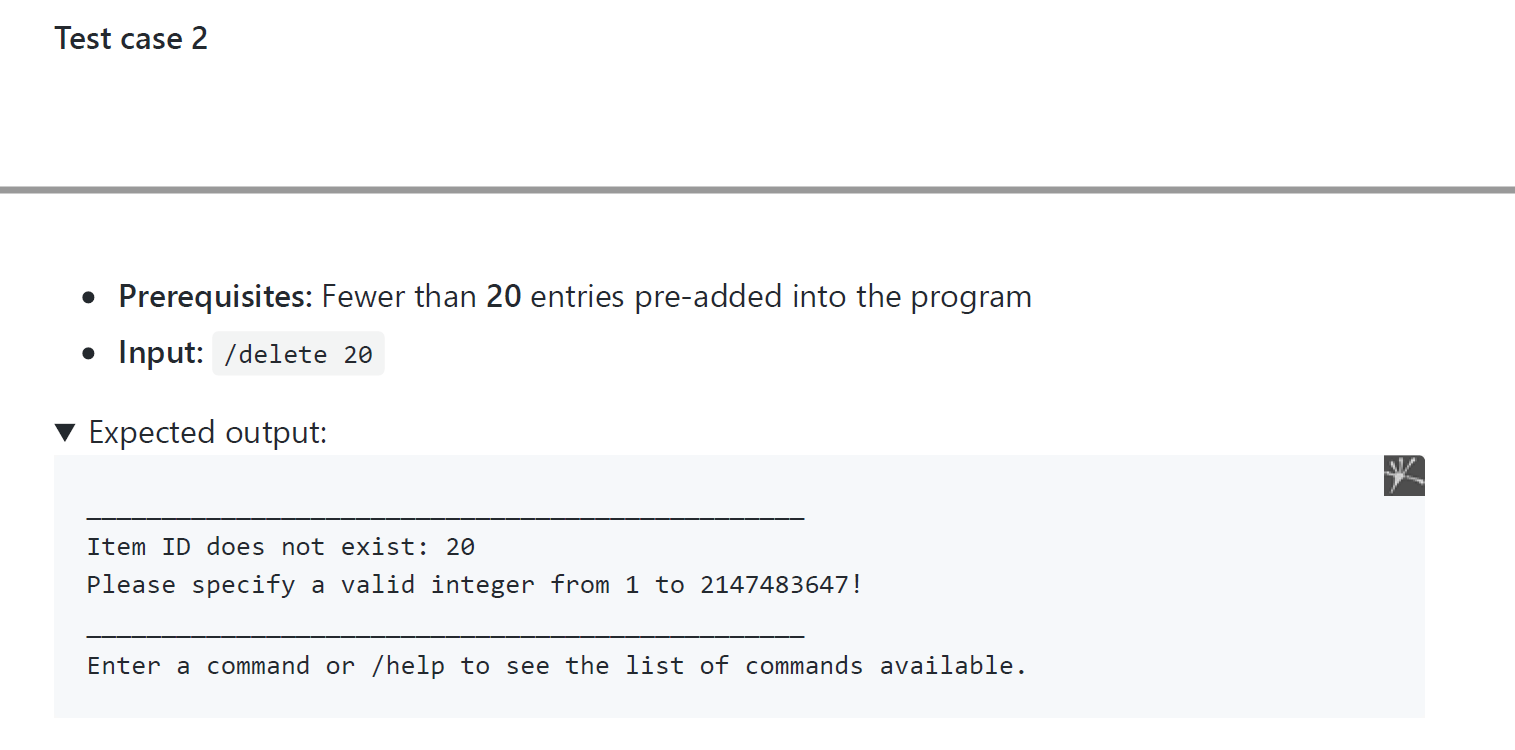 Test case 2
Prerequisites: Fewer than 20 entries pre-added into the program
Input: /delete 20
Expected output:
________________________________________________
Item ID does not exist: 20
Please specify a valid integer from 1 to 2147483647!
________________________________________________
Enter a command or /help to see the list of commands available.